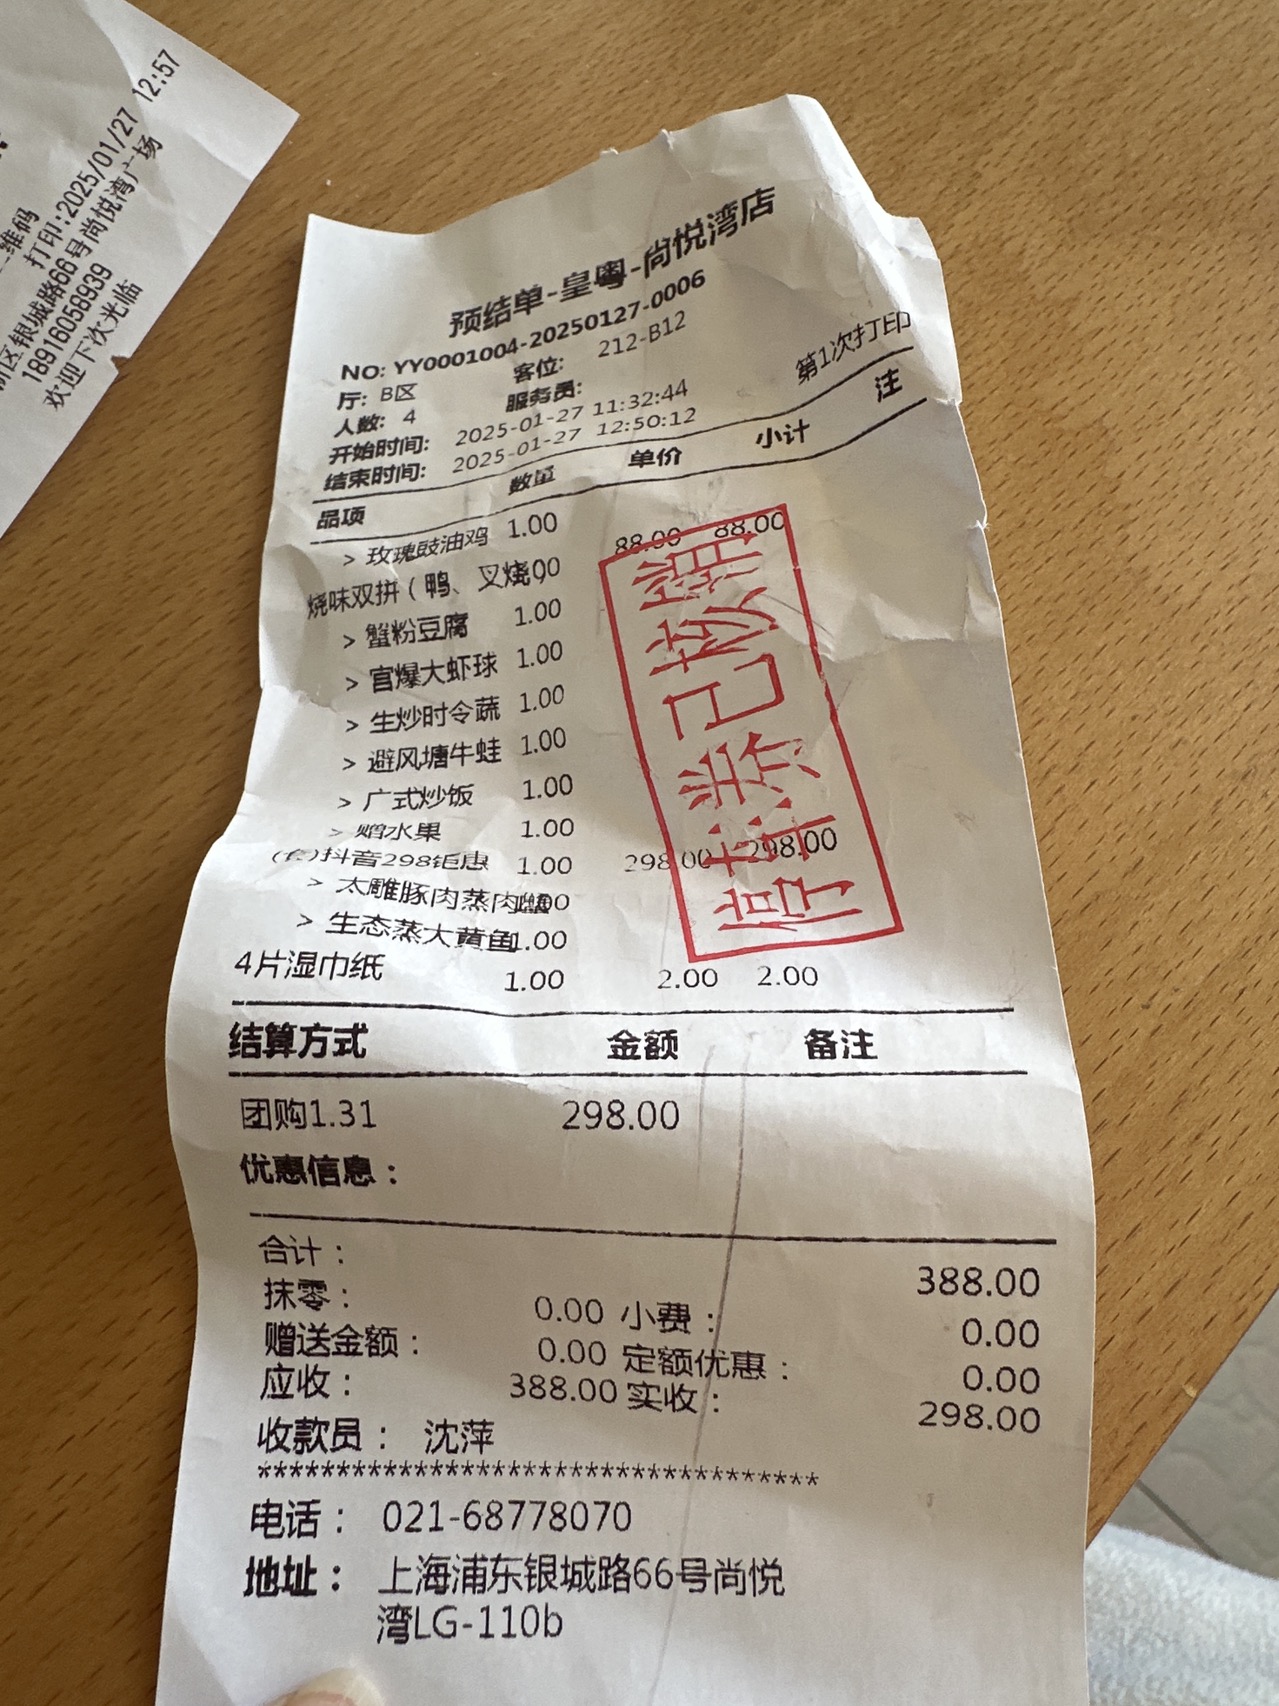 维码
打印:2025/01/27 12:57
区银城路66号尚悦湾广场
18916058939
欢迎下次光临
预结单-皇粤-尚悦湾店
NO: YY0001004-20250127-0006
厅: B区 客位: 212-B12
人数: 4 服务员:
开始时间: 2025-01-27 11:32:44 第1次打印
结束时间: 2025-01-27 12:50:12
品项 数量 单价 小计 注
> 玫瑰豉油鸡 1.00 88.00 88.00
烧味双拼(鸭、叉烧) 00
> 蟹粉豆腐 1.00
> 官爆大虾球 1.00
> 生炒时令蔬 1.00
> 避风塘牛蛙 1.00
> 广式炒饭 1.00
> 赠水果 1.00
抖音298钜惠 1.00 298.00 298.00
> 太雕豚肉蒸肉 00
> 生态蒸大黄鱼 1.00
4片湿巾纸 1.00 2.00 2.00
停车券已核销
结算方式 金额 备注
团购1.31 298.00
优惠信息:
合计: 388.00
抹零: 0.00 小费: 0.00
赠送金额: 0.00 定额优惠: 0.00
应收: 388.00 实收: 298.00
收款员: 沈萍
************************************
电话: 021-68778070
地址: 上海浦东银城路66号尚悦
湾LG-110b